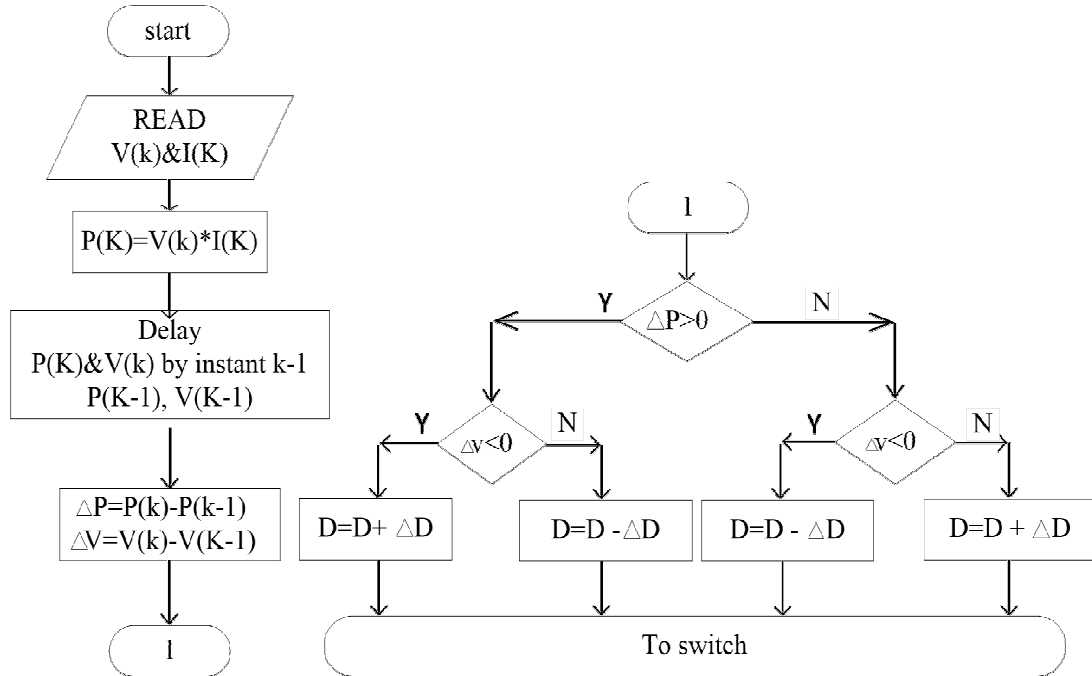 start
READ
V(k)&I(K)
P(K)=V(k)*I(K)
Delay
P(K)&V(k) by instant k-1
P(K-1), V(K-1)
△P=P(k)-P(k-1)
△V=V(k)-V(K-1)
1
1
△P>0
Y
N
△v<0
Y
N
△v<0
Y
N
D=D+ △D
D=D -△D
D=D - △D
D=D + △D
To switch